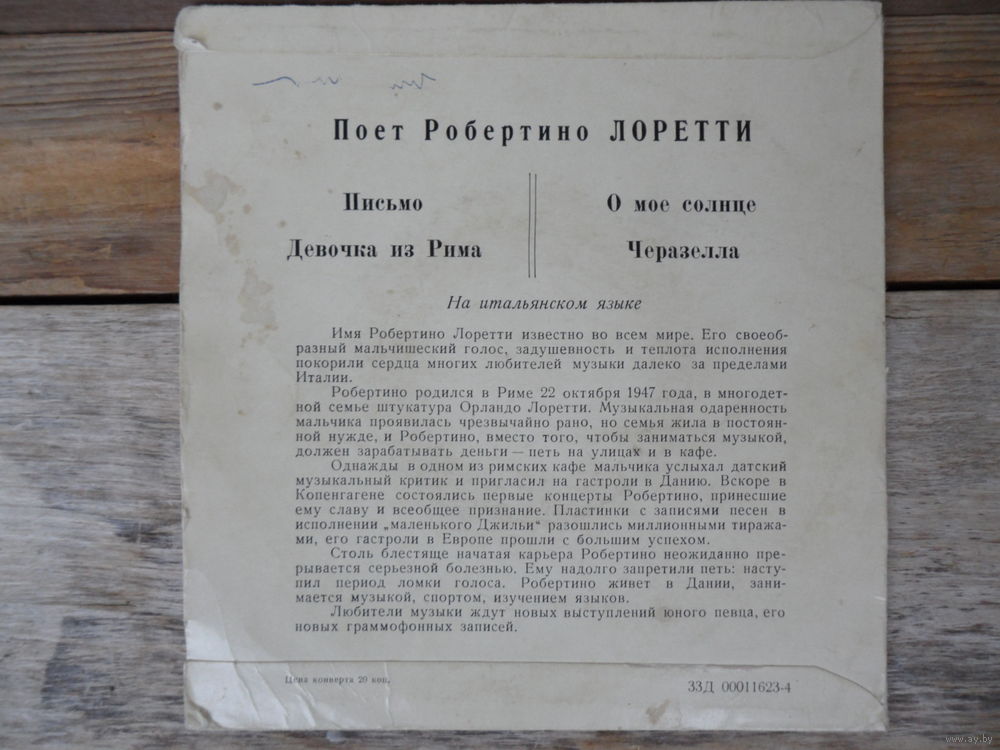 Поет Робертино ЛОРЕТТИ
Письмо
Девочка из Рима
О мое солнце
Черазелла
На итальянском языке
Имя Робертино Лоретти известно во всем мире. Его своеоб-
разный мальчишеский голос, задушевность и теплота исполнения
покорили сердца многих любителей музыки далеко за пределами
Италии.
Робертино родился в Риме 22 октября 1947 года, в многодет-
ной семье штукатура Орландо Лоретти. Музыкальная одаренность
мальчика проявилась чрезвычайно рано, но семья жила в постоян-
ной нужде, и Робертино, вместо того, чтобы заниматься музыкой,
должен зарабатывать деньги — петь на улицах и в кафе.
Однажды в одном из римских кафе мальчика услыхал датский
музыкальный критик и пригласил на гастроли в Данию. Вскоре в
Копенгагене состоялись первые концерты Робертино, принесшие
ему славу и всеобщее признание. Пластинки с записями песен в
исполнении „маленького Джильи“ разошлись миллионными тиража-
ми, его гастроли в Европе прошли с большим успехом.
Столь блестяще начатая карьера Робертино неожиданно пре-
рывается серьезной болезнью. Ему надолго запретили петь: насту-
пил период ломки голоса. Робертино живет в Дании, зани-
мается музыкой, спортом, изучением языков.
Любители музыки ждут новых выступлений юного певца, его
новых граммофонных записей.
Цена конверта 20 коп.
33Д 00011623-4
www.ay.by